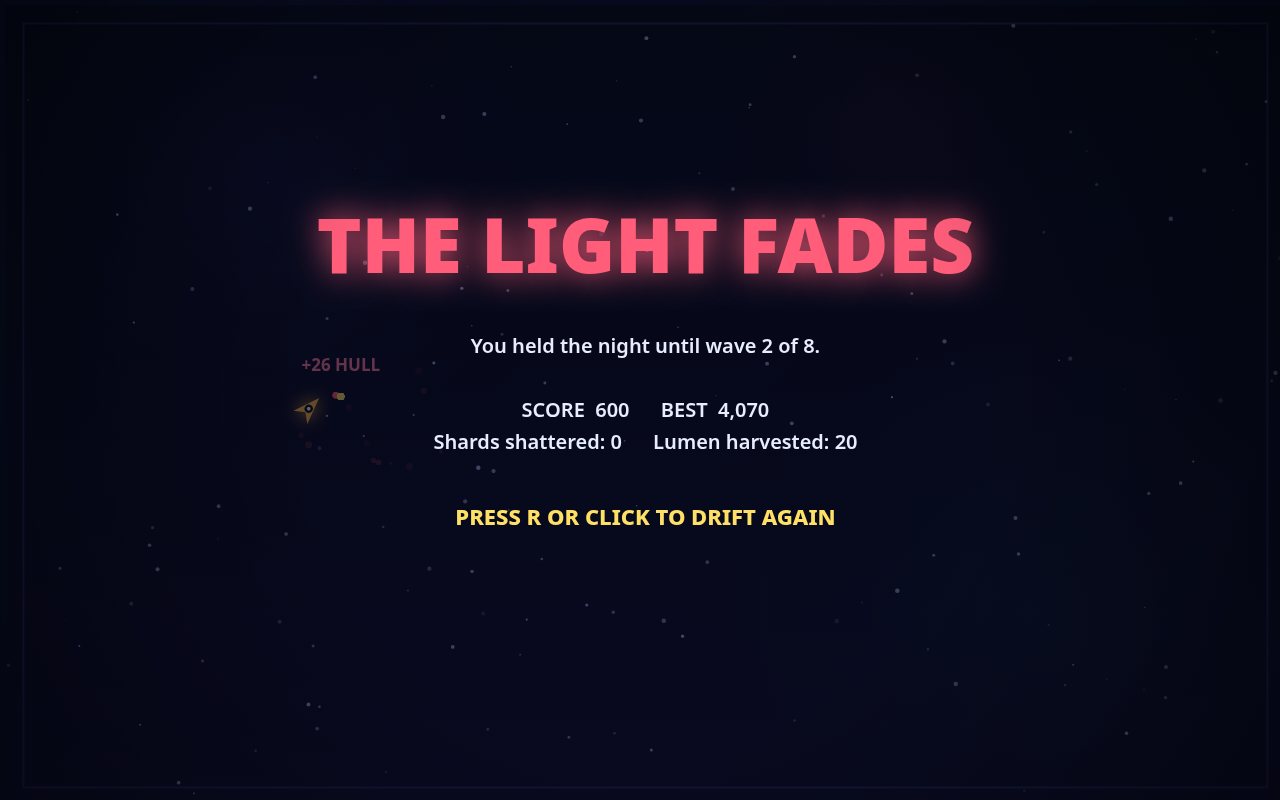 THE LIGHT FADES
You held the night until wave 2 of 8.
+26 HULL
SCORE 600 BEST 4,070
Shards shattered: 0 Lumen harvested: 20
PRESS R OR CLICK TO DRIFT AGAIN